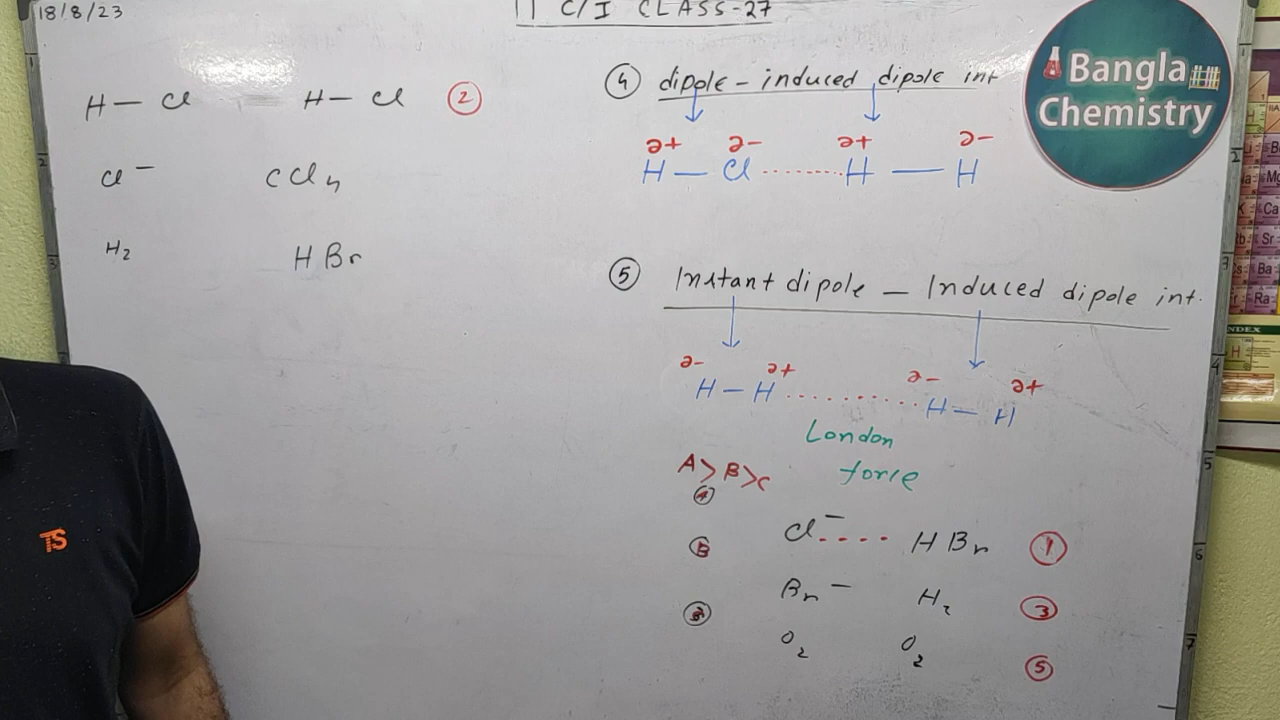 18/8/23
11 C/I CLASS-27
Bangla
Chemistry
H — Cl H — Cl ②
Cl⁻ CCl₄
H₂ HBr
④ dipole - induced dipole int
∂+ ∂- ∂+ ∂-
H — Cl ........ H — H
⑤ Instant dipole - Induced dipole int.
∂- ∂+ ∂- ∂+
H — H .......... H — H
London
force
A > B > C
Cl⁻ .... HBr ①
Br⁻ H₂ ③
O₂ O₂ ⑤
TS
INDEX